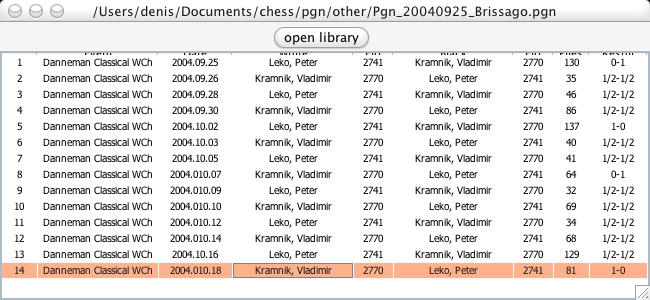 /Users/denis/Documents/chess/pgn/other/Pgn_20040925_Brissago.pgn
open library
1 Danneman Classical WCh 2004.09.25 Leko, Peter 2741 Kramnik, Vladimir 2770 130 0-1
2 Danneman Classical WCh 2004.09.26 Kramnik, Vladimir 2770 Leko, Peter 2741 35 1/2-1/2
3 Danneman Classical WCh 2004.09.28 Leko, Peter 2741 Kramnik, Vladimir 2770 46 1/2-1/2
4 Danneman Classical WCh 2004.09.30 Kramnik, Vladimir 2770 Leko, Peter 2741 86 1/2-1/2
5 Danneman Classical WCh 2004.10.02 Leko, Peter 2741 Kramnik, Vladimir 2770 137 1-0
6 Danneman Classical WCh 2004.10.03 Kramnik, Vladimir 2770 Leko, Peter 2741 40 1/2-1/2
7 Danneman Classical WCh 2004.10.05 Leko, Peter 2741 Kramnik, Vladimir 2770 41 1/2-1/2
8 Danneman Classical WCh 2004.010.07 Kramnik, Vladimir 2770 Leko, Peter 2741 64 0-1
9 Danneman Classical WCh 2004.010.09 Leko, Peter 2741 Kramnik, Vladimir 2770 32 1/2-1/2
10 Danneman Classical WCh 2004.010.10 Kramnik, Vladimir 2770 Leko, Peter 2741 69 1/2-1/2
11 Danneman Classical WCh 2004.010.12 Leko, Peter 2741 Kramnik, Vladimir 2770 34 1/2-1/2
12 Danneman Classical WCh 2004.010.14 Kramnik, Vladimir 2770 Leko, Peter 2741 68 1/2-1/2
13 Danneman Classical WCh 2004.10.16 Leko, Peter 2741 Kramnik, Vladimir 2770 129 1/2-1/2
14 Danneman Classical WCh 2004.010.18 Kramnik, Vladimir 2770 Leko, Peter 2741 81 1-0